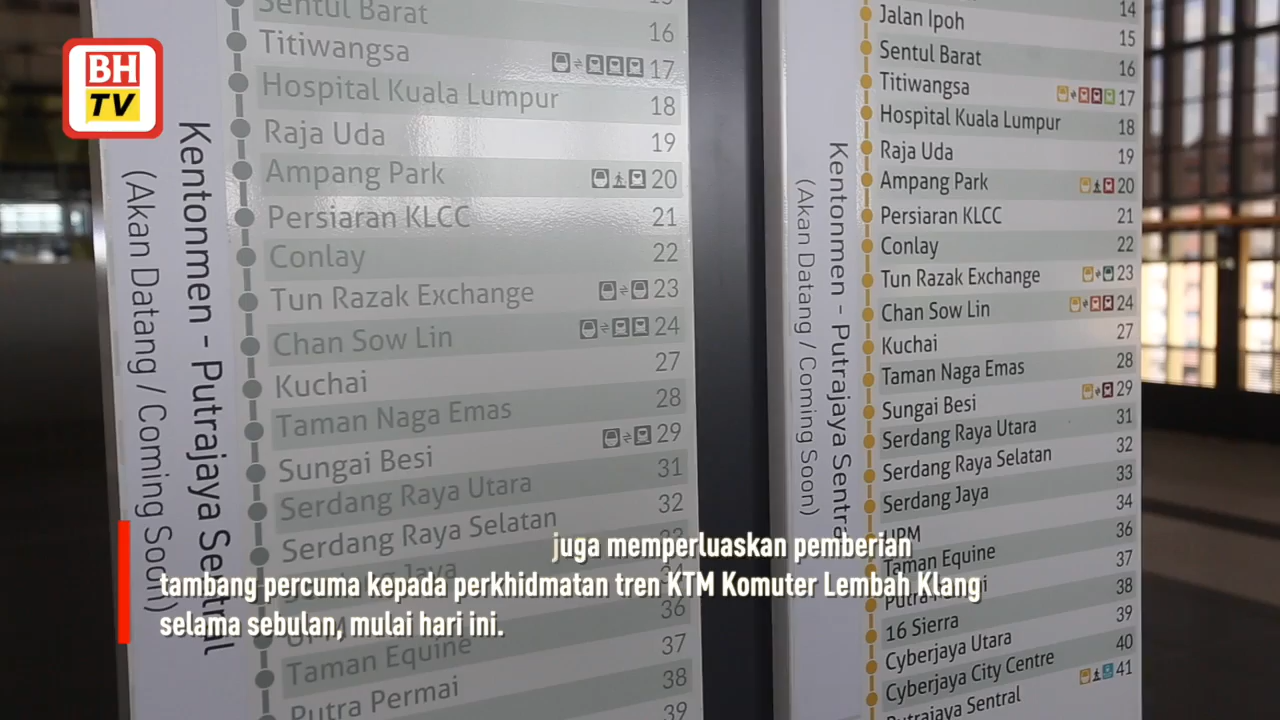 BH
TV
Kentonmen - Putrajaya Sentral
(Akan Datang / Coming Soon)
Sentul Barat 16
Titiwangsa 17
Hospital Kuala Lumpur 18
Raja Uda 19
Ampang Park 20
Persiaran KLCC 21
Conlay 22
Tun Razak Exchange 23
Chan Sow Lin 24
Kuchai 27
Taman Naga Emas 28
Sungai Besi 29
Serdang Raya Utara 31
Serdang Raya Selatan 32
Jaya
36
Taman Equine 37
Putra Permai 38
39
Kentonmen - Putrajaya Sentral
(Akan Datang / Coming Soon)
14
Jalan Ipoh 15
Sentul Barat 16
Titiwangsa 17
Hospital Kuala Lumpur 18
Raja Uda 19
Ampang Park 20
Persiaran KLCC 21
Conlay 22
Tun Razak Exchange 23
Chan Sow Lin 24
Kuchai 27
Taman Naga Emas 28
Sungai Besi 29
Serdang Raya Utara 31
Serdang Raya Selatan 32
Serdang Jaya 33
UPM 34
Taman Equine 36
37
16 Sierra 38
Cyberjaya Utara 39
Cyberjaya City Centre 40
Putrajaya Sentral 41
juga memperluaskan pemberian
tambang percuma kepada perkhidmatan tren KTM Komuter Lembah Klang
selama sebulan, mulai hari ini.